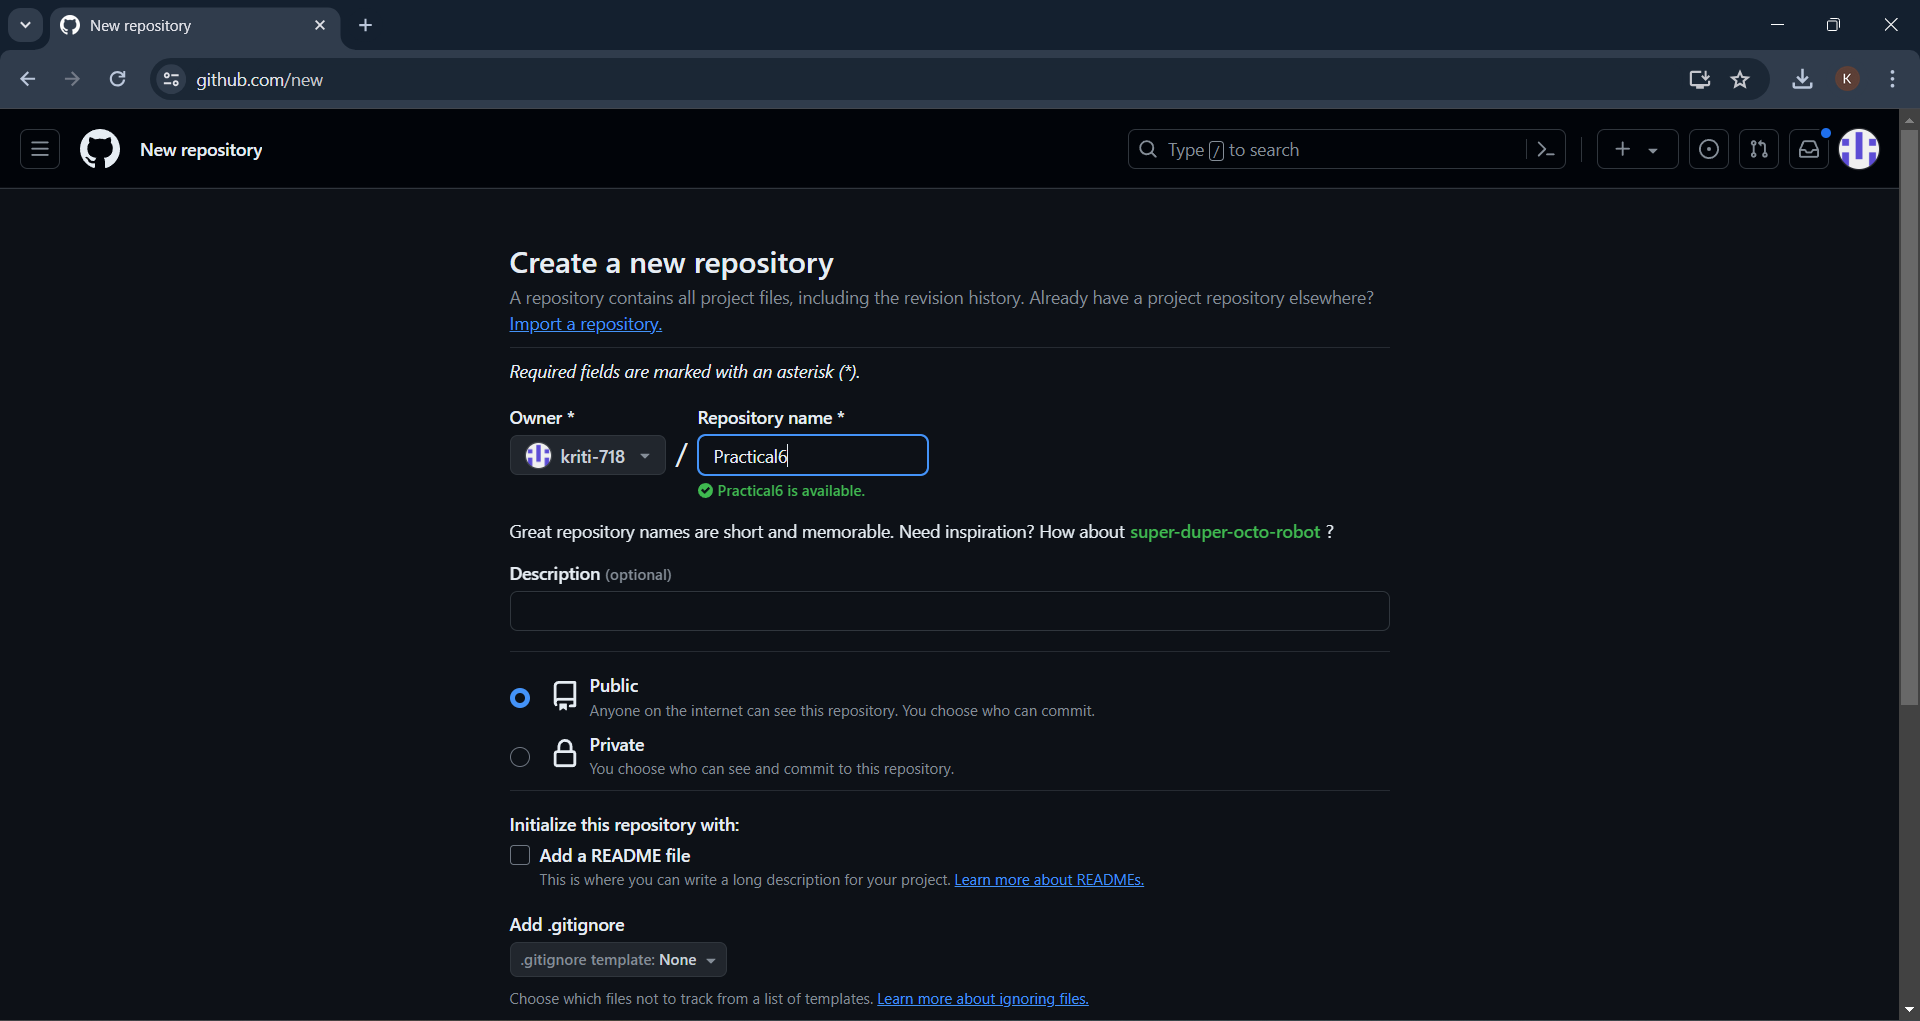 New repository
github.com/new
K
New repository
Type / to search
Create a new repository
A repository contains all project files, including the revision history. Already have a project repository elsewhere?
Import a repository.
Required fields are marked with an asterisk (*).
Owner * Repository name *
kriti-718 / Practical6
Practical6 is available.
Great repository names are short and memorable. Need inspiration? How about super-duper-octo-robot ?
Description (optional)
Public
Anyone on the internet can see this repository. You choose who can commit.
Private
You choose who can see and commit to this repository.
Initialize this repository with:
Add a README file
This is where you can write a long description for your project. Learn more about READMEs.
Add .gitignore
.gitignore template: None
Choose which files not to track from a list of templates. Learn more about ignoring files.